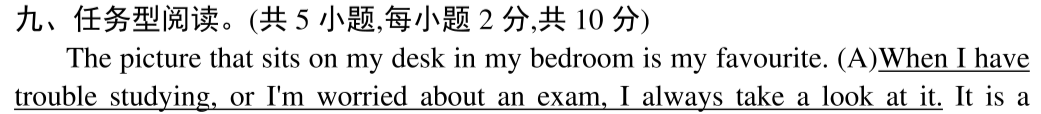 九、任务型阅读。(共 5 小题,每小题 2 分,共 10 分)
The picture that sits on my desk in my bedroom is my favourite. (A)When I have
trouble studying, or I'm worried about an exam, I always take a look at it. It is a